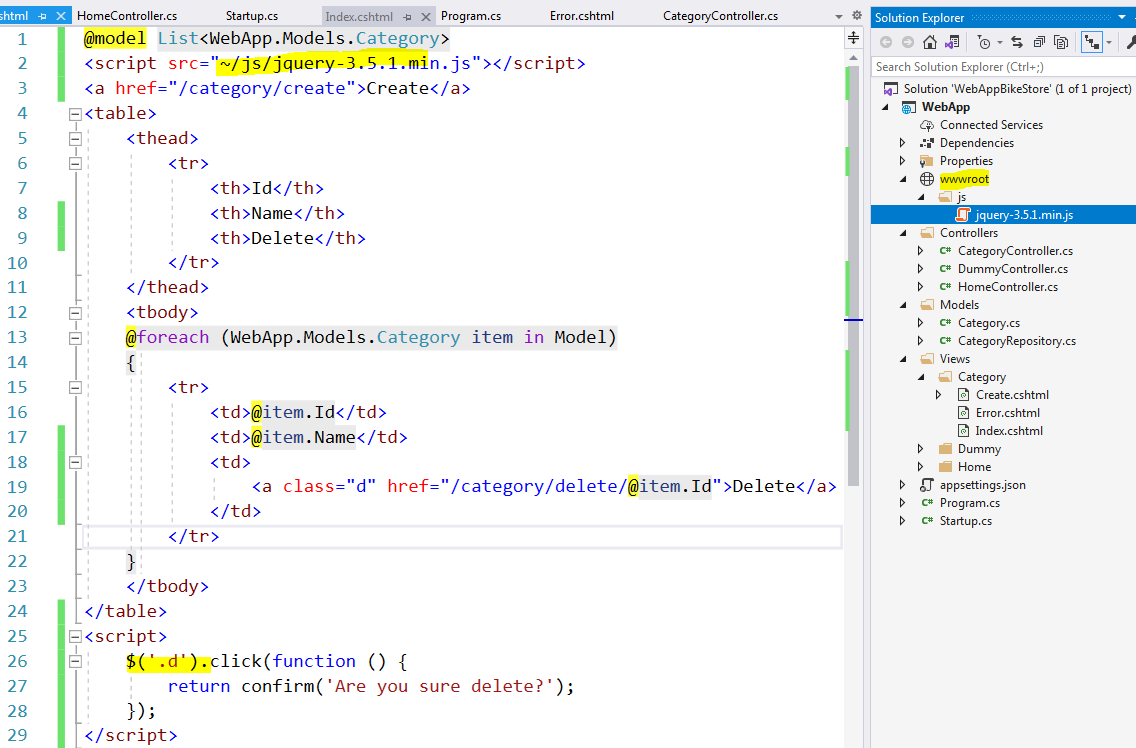 shtml HomeController.cs Startup.cs Index.cshtml Program.cs Error.cshtml CategoryController.cs
1 @model List<WebApp.Models.Category>
2 <script src="~/js/jquery-3.5.1.min.js"></script>
3 <a href="/category/create">Create</a>
4 <table>
5 <thead>
6 <tr>
7 <th>Id</th>
8 <th>Name</th>
9 <th>Delete</th>
10 </tr>
11 </thead>
12 <tbody>
13 @foreach (WebApp.Models.Category item in Model)
14 {
15 <tr>
16 <td>@item.Id</td>
17 <td>@item.Name</td>
18 <td>
19 <a class="d" href="/category/delete/@item.Id">Delete</a>
20 </td>
21 </tr>
22 }
23 </tbody>
24 </table>
25 <script>
26 $('.d').click(function () {
27 return confirm('Are you sure delete?');
28 });
29 </script>
Solution Explorer
Search Solution Explorer (Ctrl+;)
Solution 'WebAppBikeStore' (1 of 1 project)
WebApp
Connected Services
Dependencies
Properties
wwwroot
js
jquery-3.5.1.min.js
Controllers
C# CategoryController.cs
C# DummyController.cs
C# HomeController.cs
Models
C# Category.cs
C# CategoryRepository.cs
Views
Category
Create.cshtml
Error.cshtml
Index.cshtml
Dummy
Home
appsettings.json
C# Program.cs
C# Startup.cs